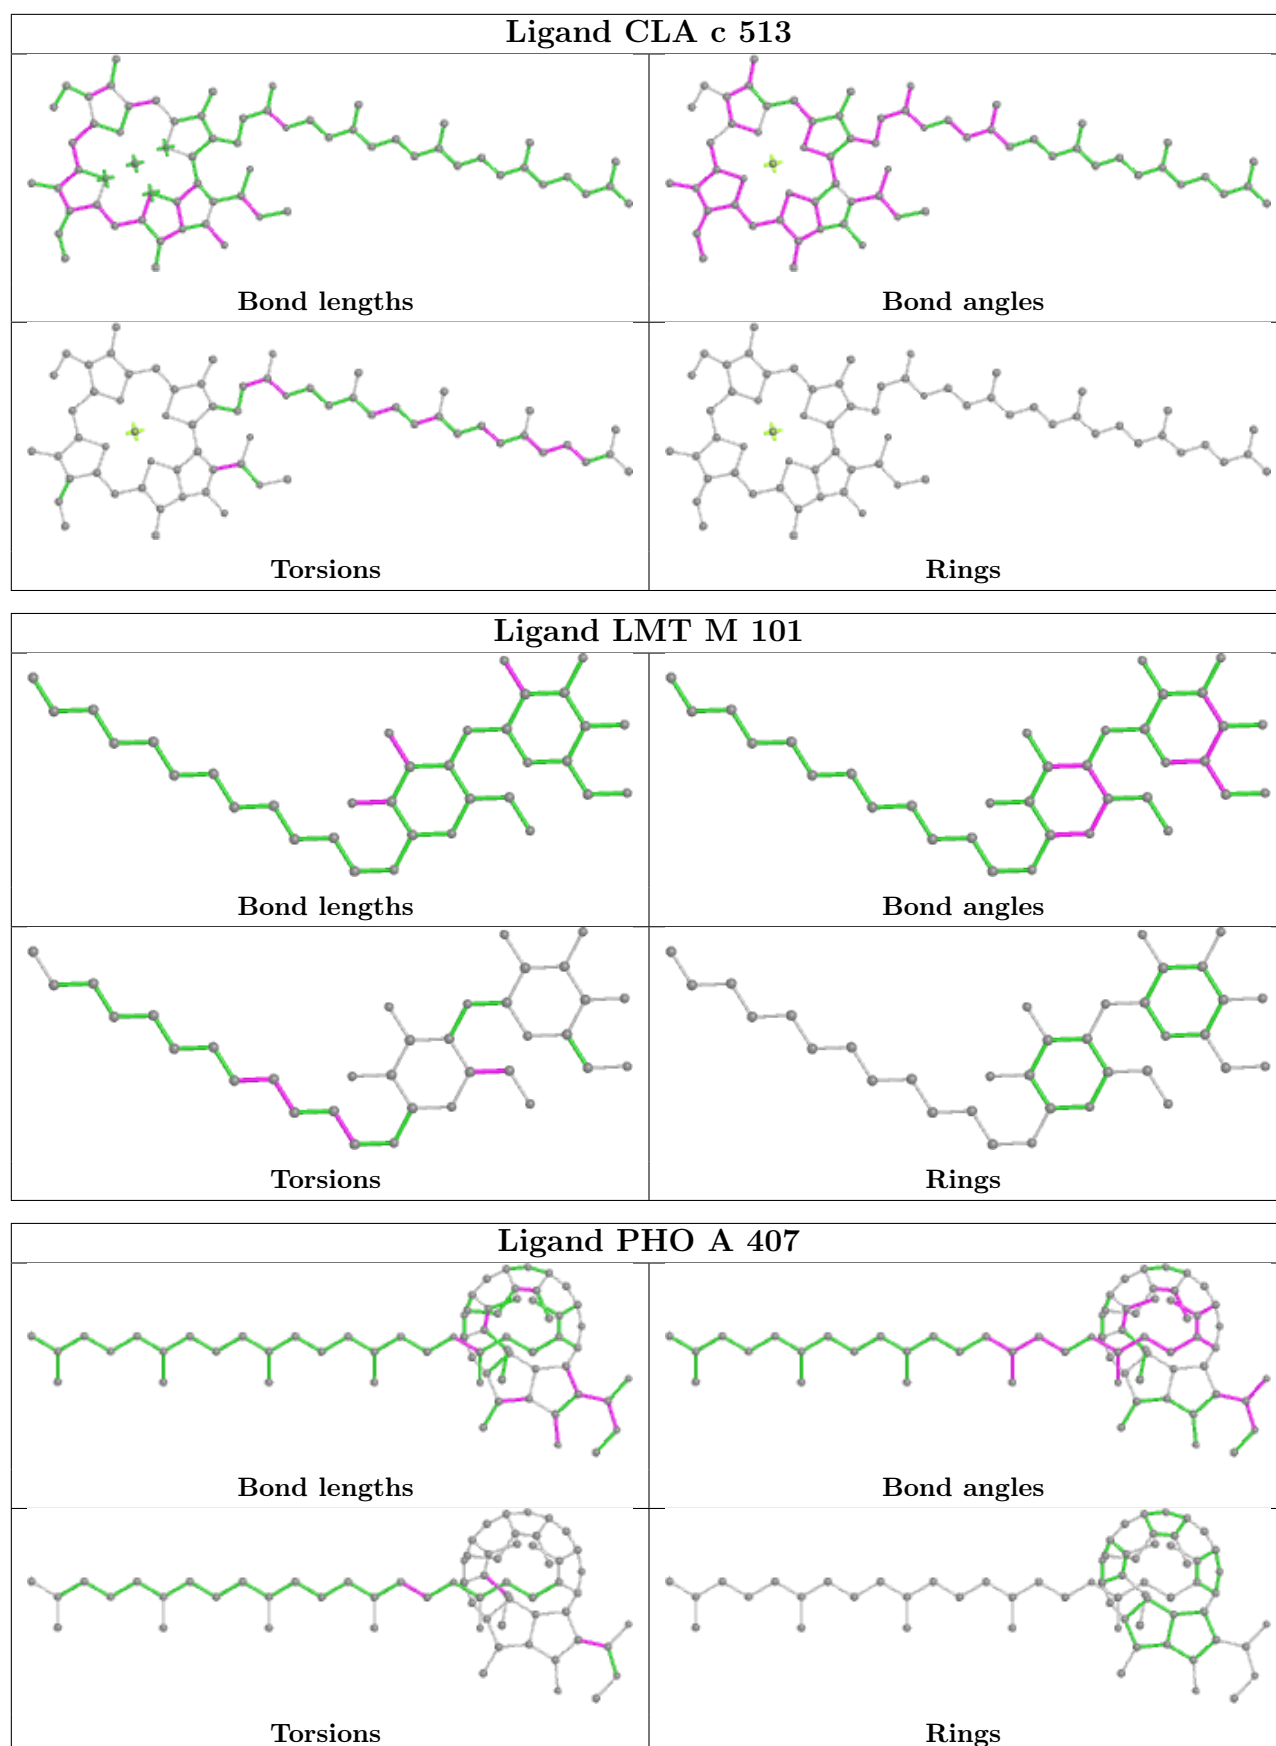 Ligand CLA c 513
Bond lengths
Bond angles
Torsions
Rings
Ligand LMT M 101
Bond lengths
Bond angles
Torsions
Rings
Ligand PHO A 407
Bond lengths
Bond angles
Torsions
Rings